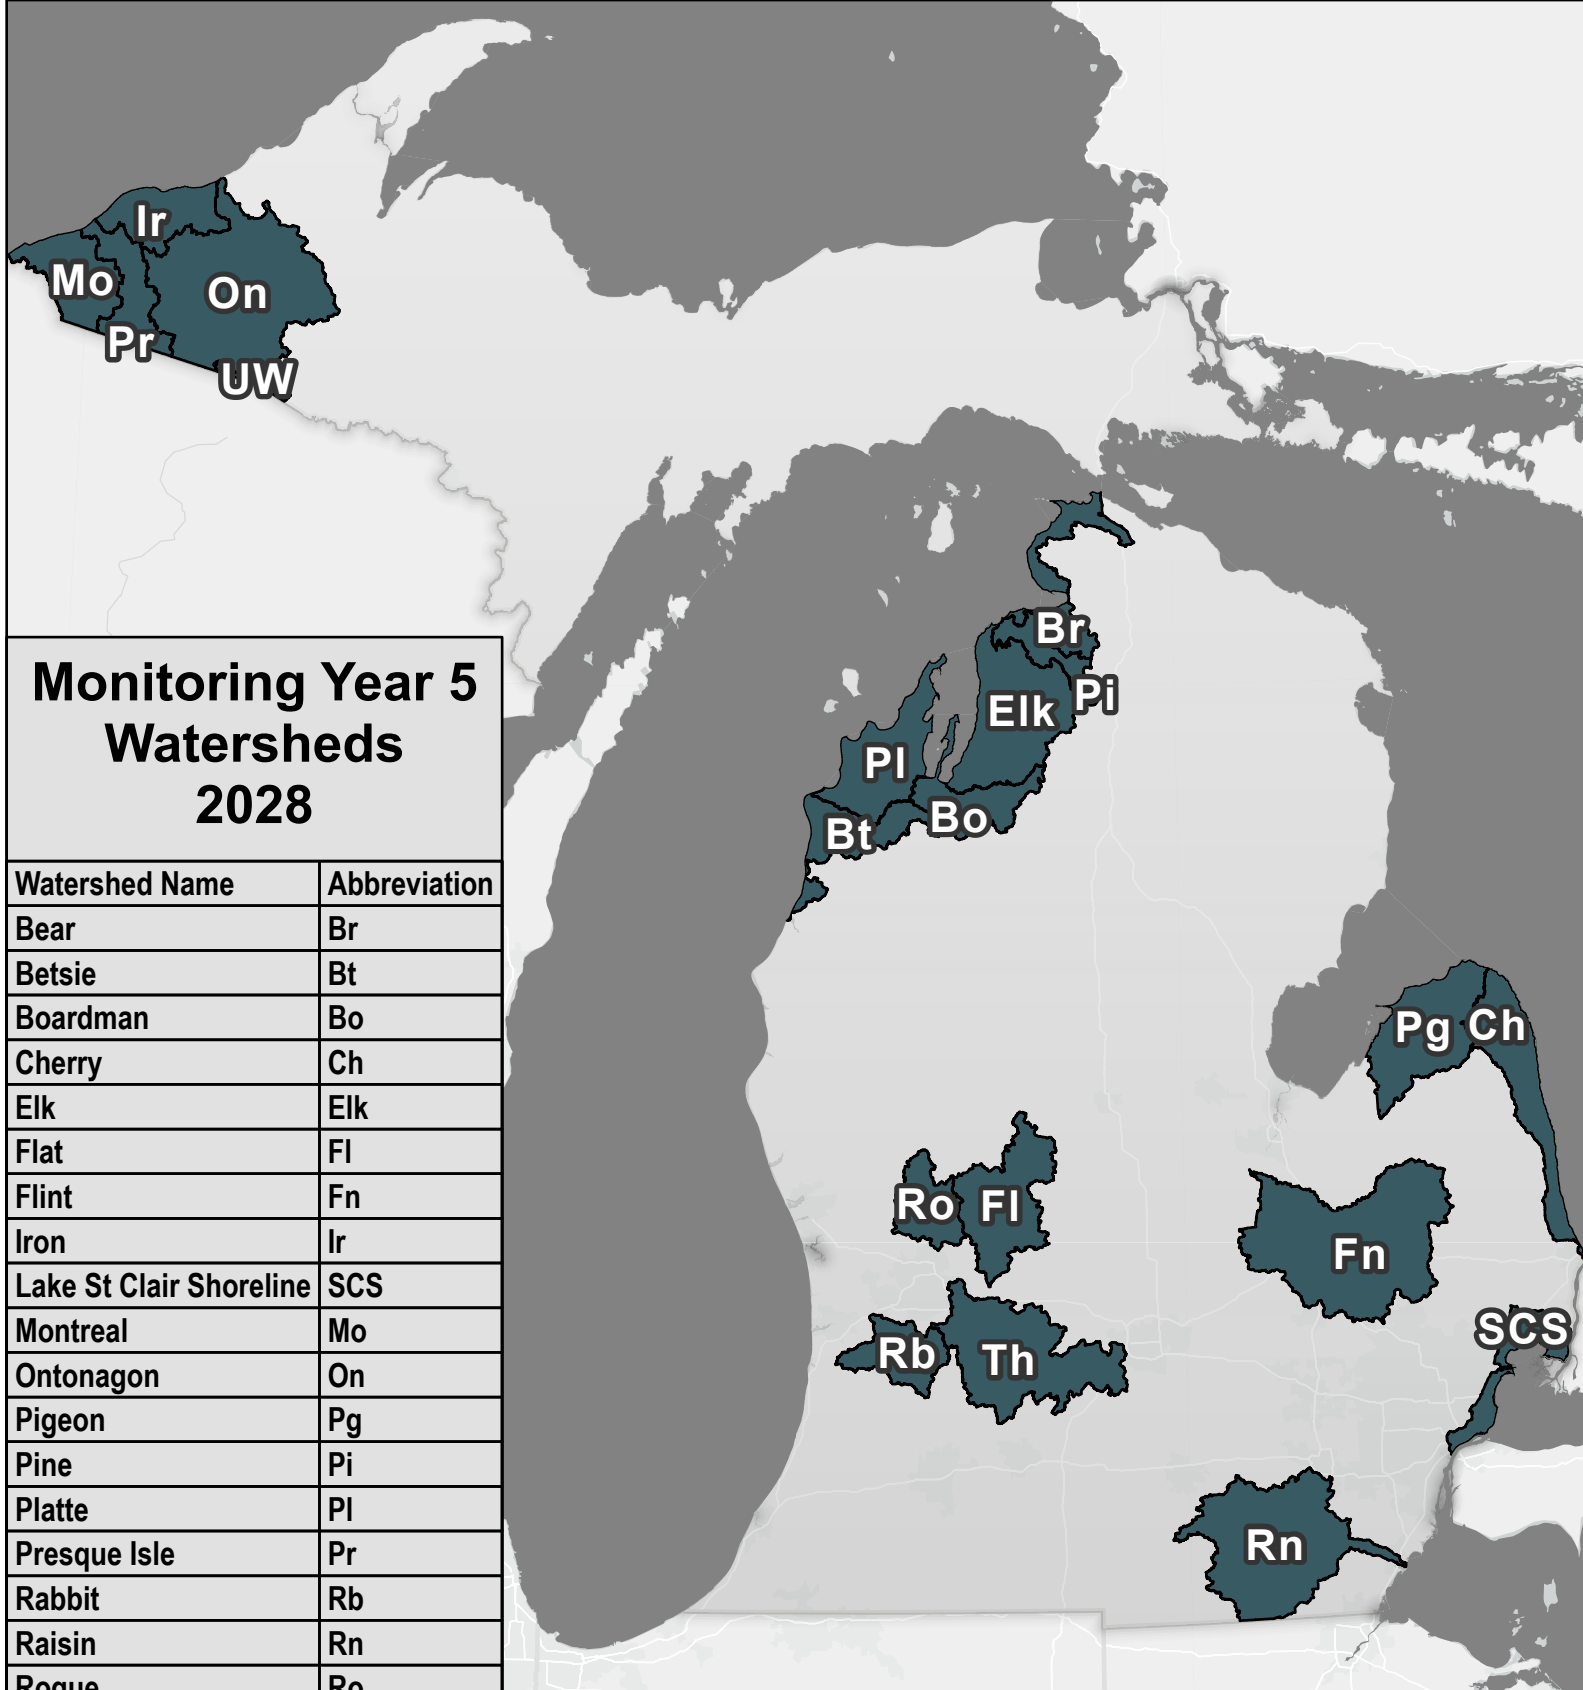 Ir
Mo
On
Pr
UW
Br
Pi
Elk
Pl
Bo
Bt
Pg Ch
Ro Fl
Fn
SCS
Rb Th
Rn
Monitoring Year 5
Watersheds
2028
Watershed Name Abbreviation
Bear Br
Betsie Bt
Boardman Bo
Cherry Ch
Elk Elk
Flat Fl
Flint Fn
Iron Ir
Lake St Clair Shoreline SCS
Montreal Mo
Ontonagon On
Pigeon Pg
Pine Pi
Platte Pl
Presque Isle Pr
Rabbit Rb
Raisin Rn
Rogue Ro